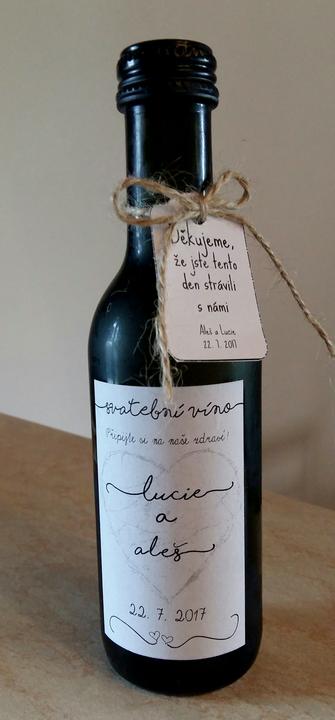 Děkujeme,
že jste tento
den strávili
s námi
Aleš a Lucie
22. 7. 2017
svatební víno
Připijte si na naše zdraví!
lucie
a
aleš
22. 7. 2017